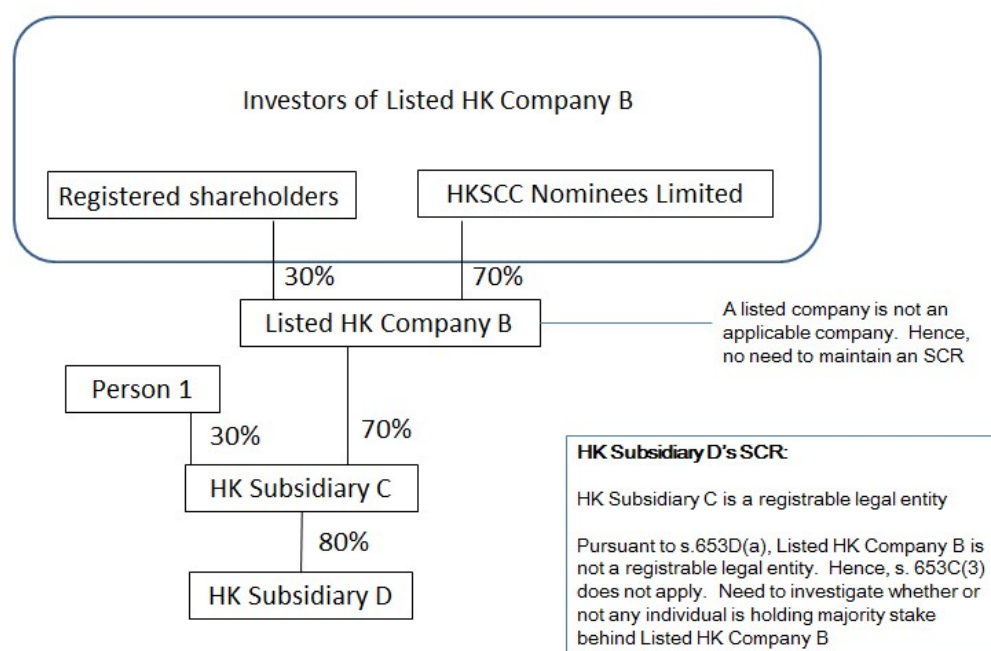 Investors of Listed HK Company B
Registered shareholders
HKSCC Nominees Limited
30%
70%
Listed HK Company B
A listed company is not an
applicable company.  Hence,
no need to maintain an SCR
Person 1
30%
70%
HK Subsidiary C
80%
HK Subsidiary D
HK Subsidiary D's SCR:
HK Subsidiary C is a registrable legal entity
Pursuant to s.653D(a), Listed HK Company B is
not a registrable legal entity.  Hence, s. 653C(3)
does not apply.  Need to investigate whether or
not any individual is holding majority stake
behind Listed HK Company B